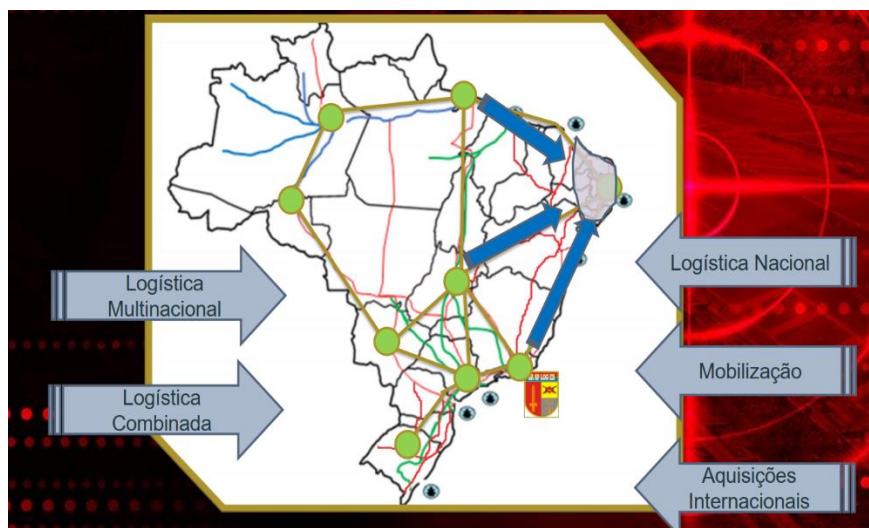 Logística
Multinacional
Logística
Combinada
Logística Nacional
Mobilização
Aquisições
Internacionais